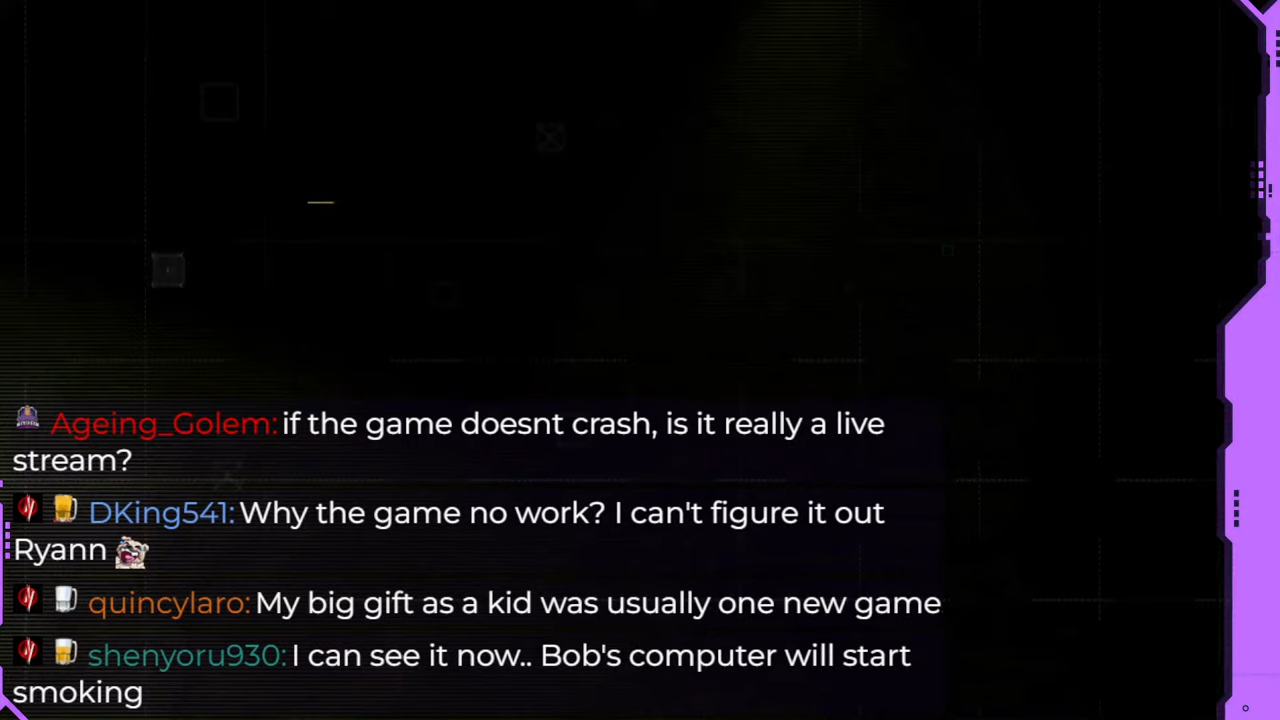 Ageing_Golem: if the game doesnt crash, is it really a live
stream?
DKing541: Why the game no work? I can't figure it out
Ryann
quincylaro: My big gift as a kid was usually one new game
shenyoru930: I can see it now.. Bob's computer will start
smoking